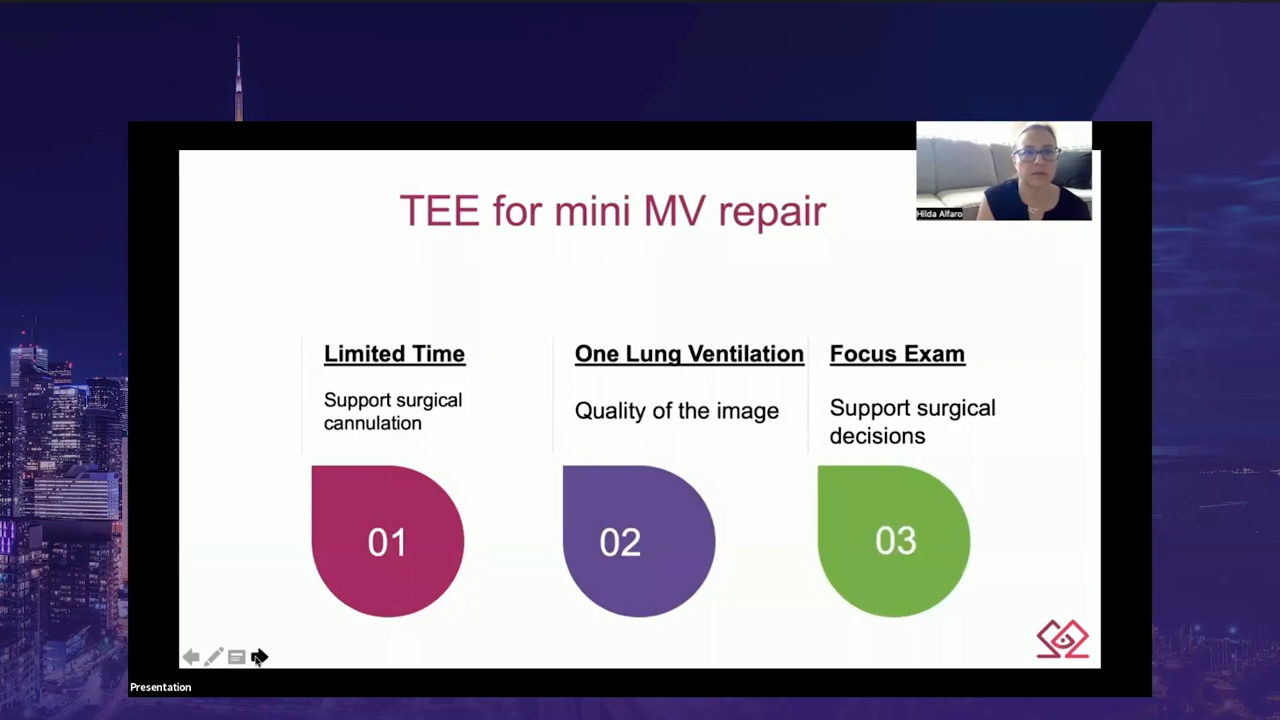 TEE for mini MV repair
Hilda Alfaro
Limited Time
Support surgical
cannulation
One Lung Ventilation
Quality of the image
Focus Exam
Support surgical
decisions
01
02
03
Presentation